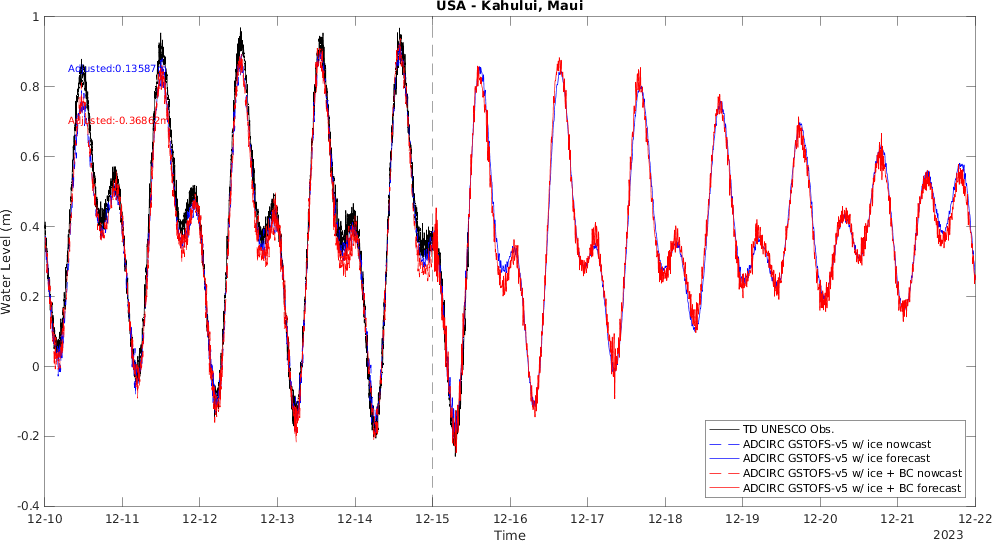 USA - Kahului, Maui
Water Level (m)
1
0.8
0.6
0.4
0.2
0
-0.2
-0.4
Adjusted:0.13587
Adjusted:-0.36862m
TD UNESCO Obs.
ADCIRC GSTOFS-v5 w/ ice nowcast
ADCIRC GSTOFS-v5 w/ ice forecast
ADCIRC GSTOFS-v5 w/ ice + BC nowcast
ADCIRC GSTOFS-v5 w/ ice + BC forecast
12-10 12-11 12-12 12-13 12-14 12-15 12-16 12-17 12-18 12-19 12-20 12-21 12-22
Time
2023